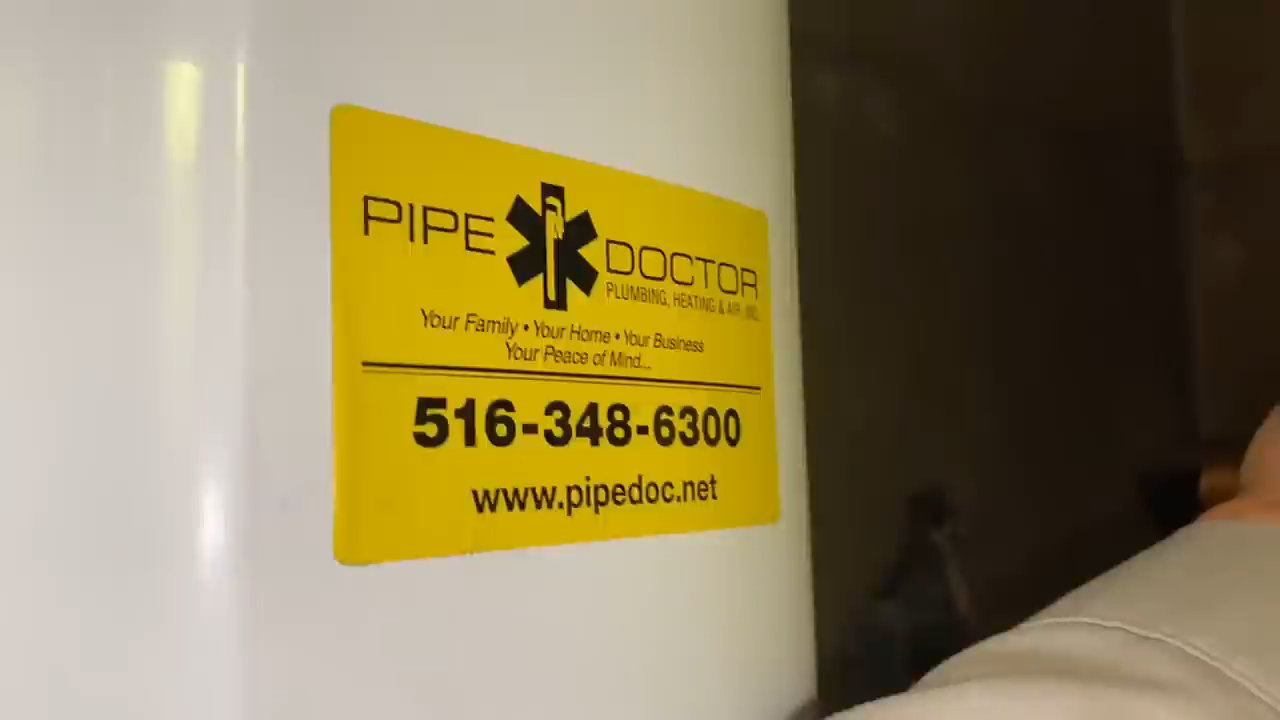 PIPE DOCTOR
PLUMBING, HEATING & AIR, INC.
Your Family • Your Home • Your Business
Your Peace of Mind...
516-348-6300
www.pipedoc.net